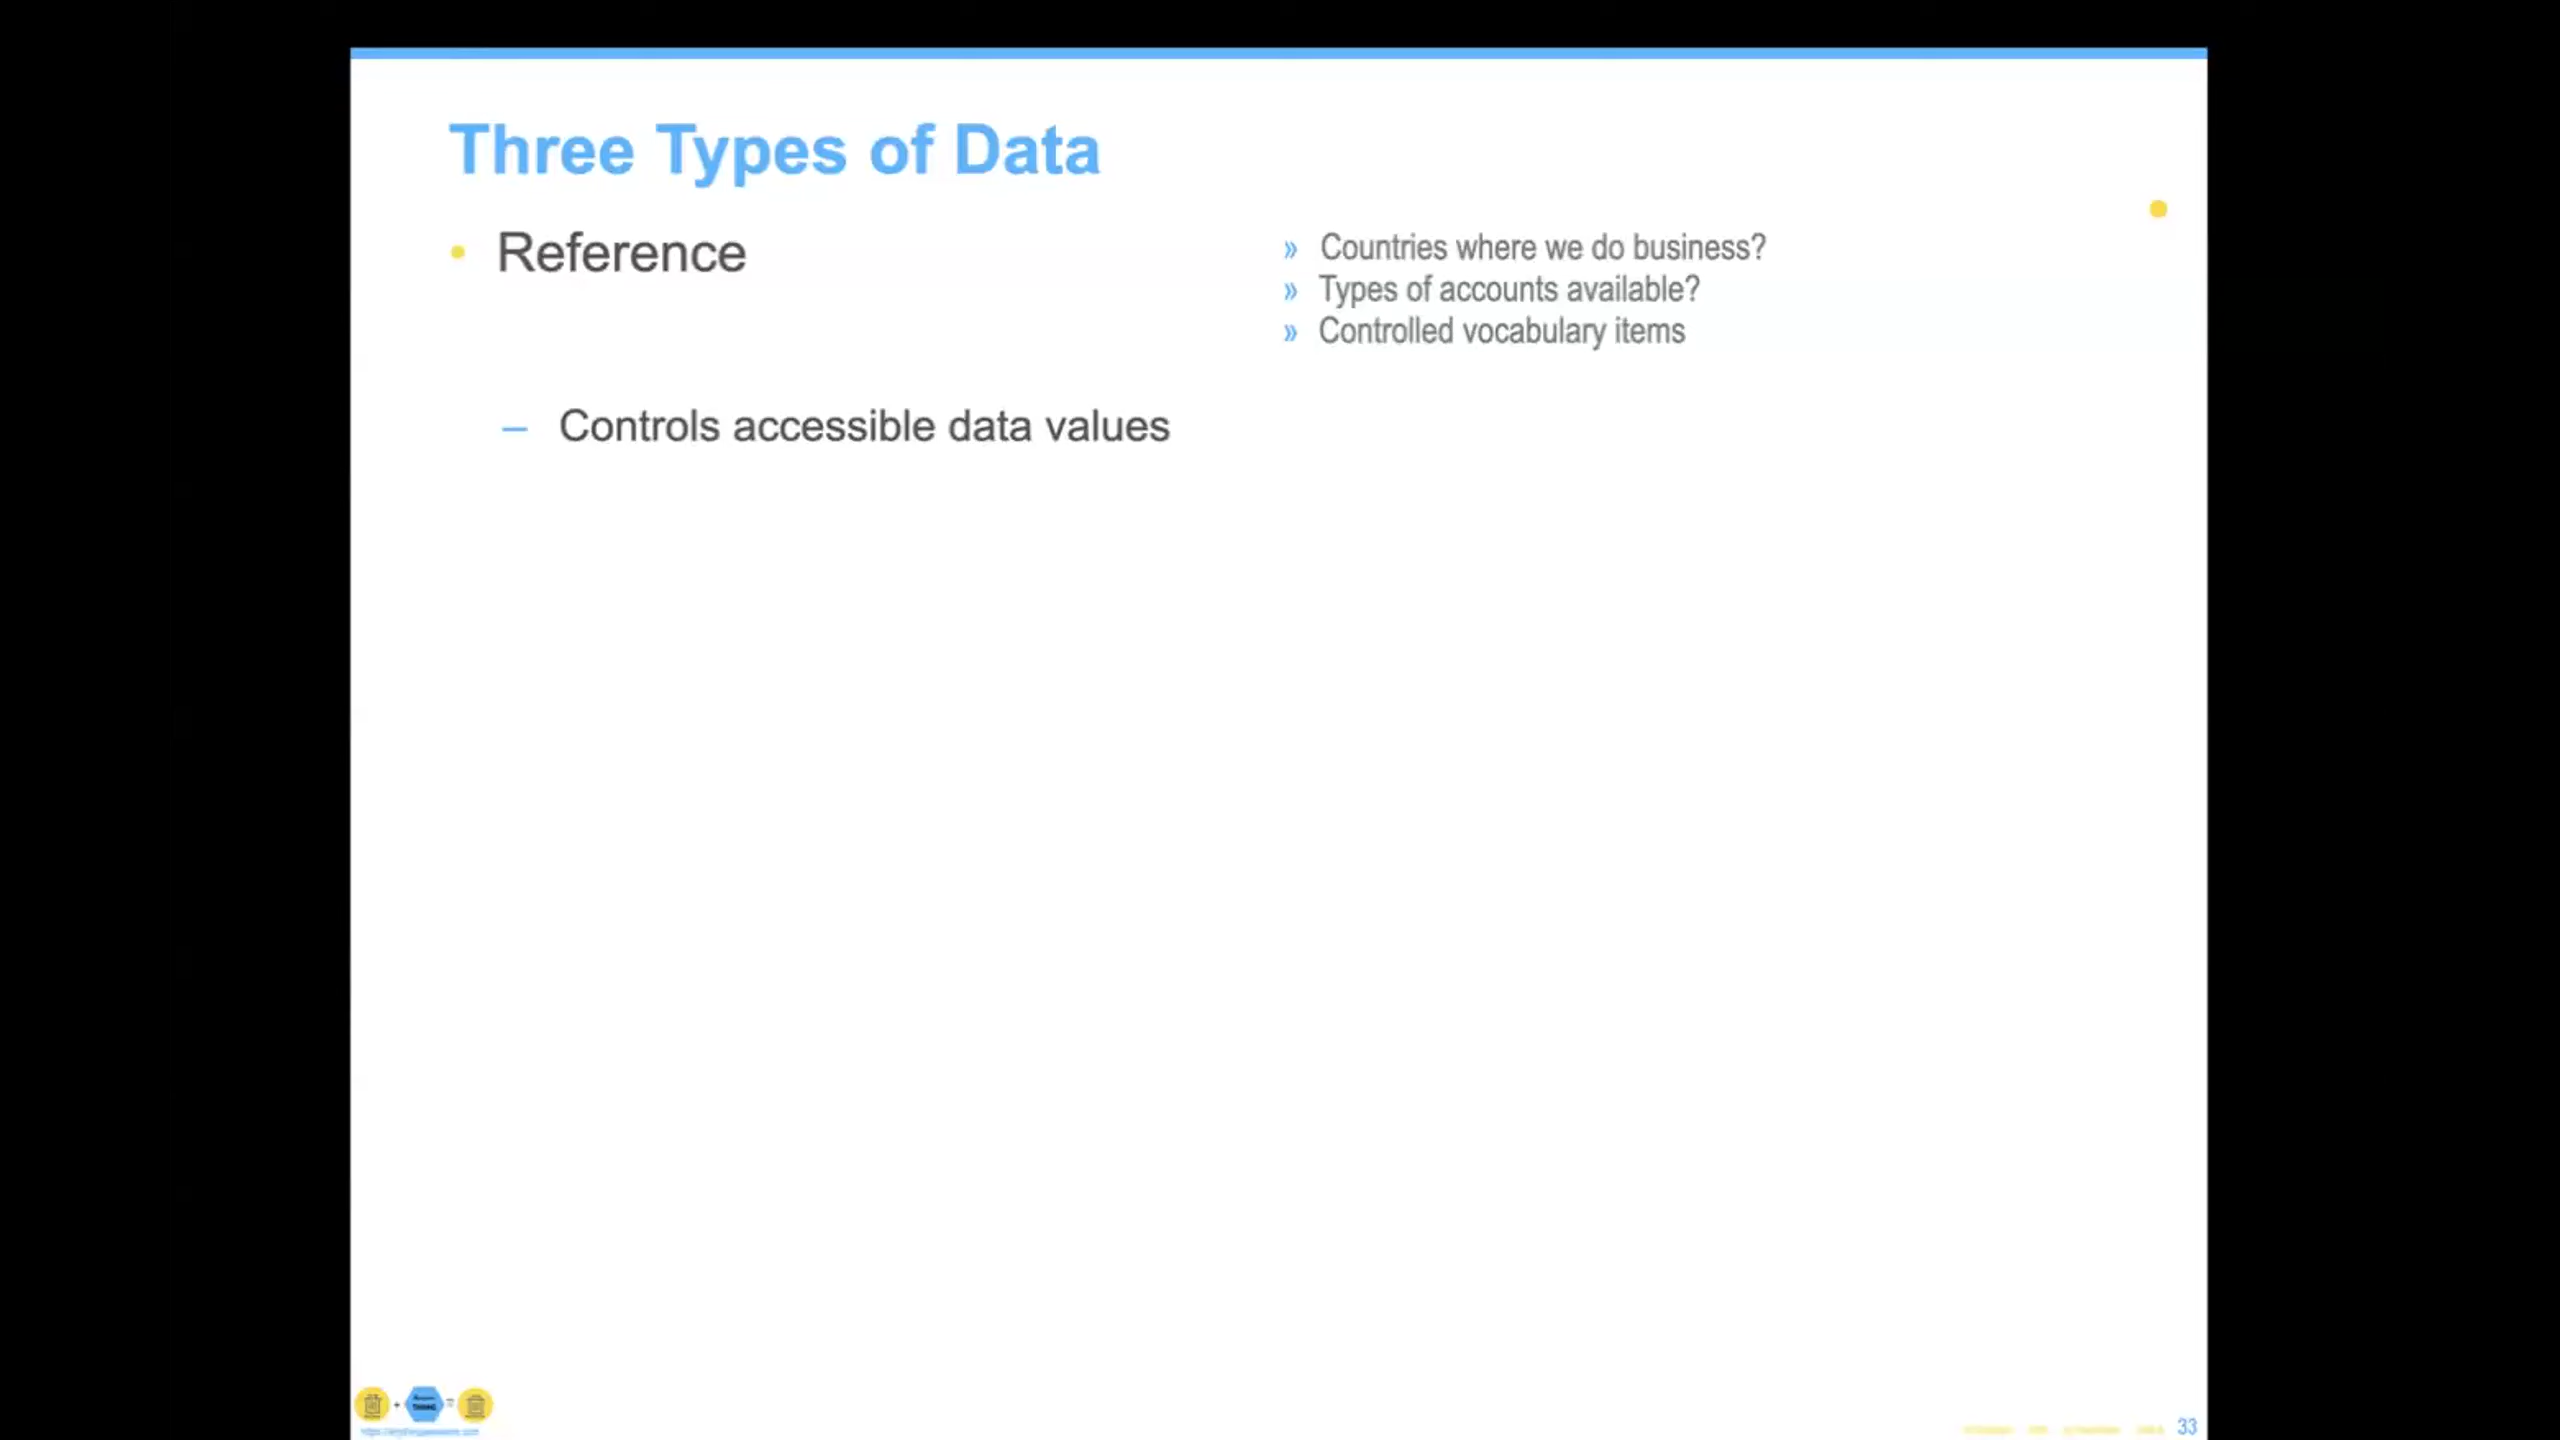 Three Types of Data
• Reference
» Countries where we do business?
» Types of accounts available?
» Controlled vocabulary items
– Controls accessible data values
33